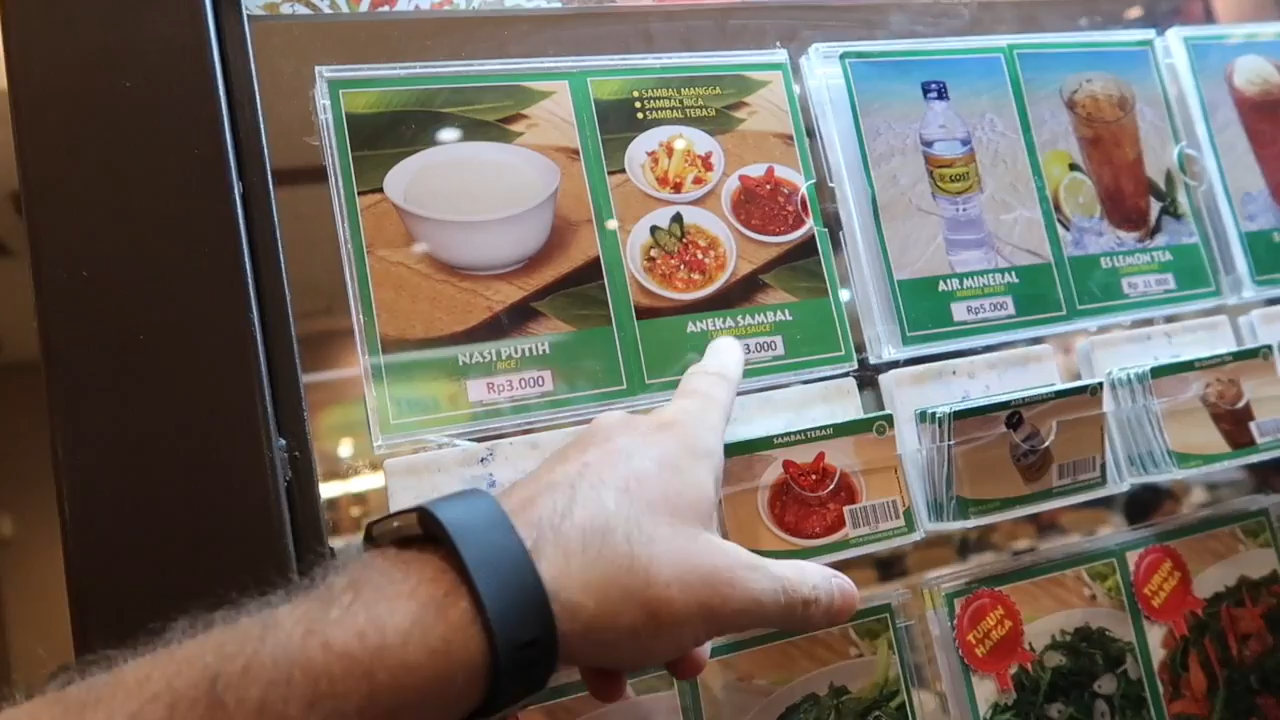 NASI PUTIH
( RICE )
Rp3.000
• SAMBAL MANGGA
• SAMBAL RICA
• SAMBAL TERASI
ANEKA SAMBAL
( VARIOUS SAUCE )
3.000
D'COST
AIR MINERAL
( MINERAL WATER )
Rp5.000
ES LEMON TEA
Rp 11 000
SAMBAL TERASI
AIR MINERAL
TURUN
HARGA
TURUN
HARGA